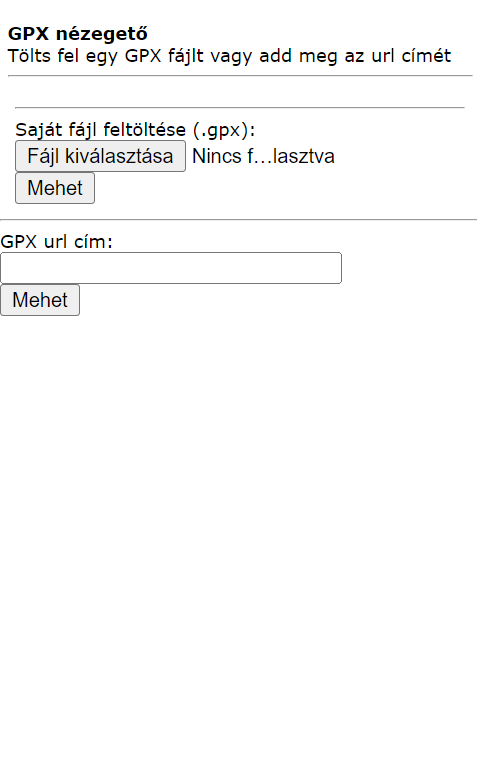 GPX nézegető
Tölts fel egy GPX fájlt vagy add meg az url címét
Saját fájl feltöltése (.gpx):
Fájl kiválasztása Nincs f...lasztva
Mehet
GPX url cím:
Mehet